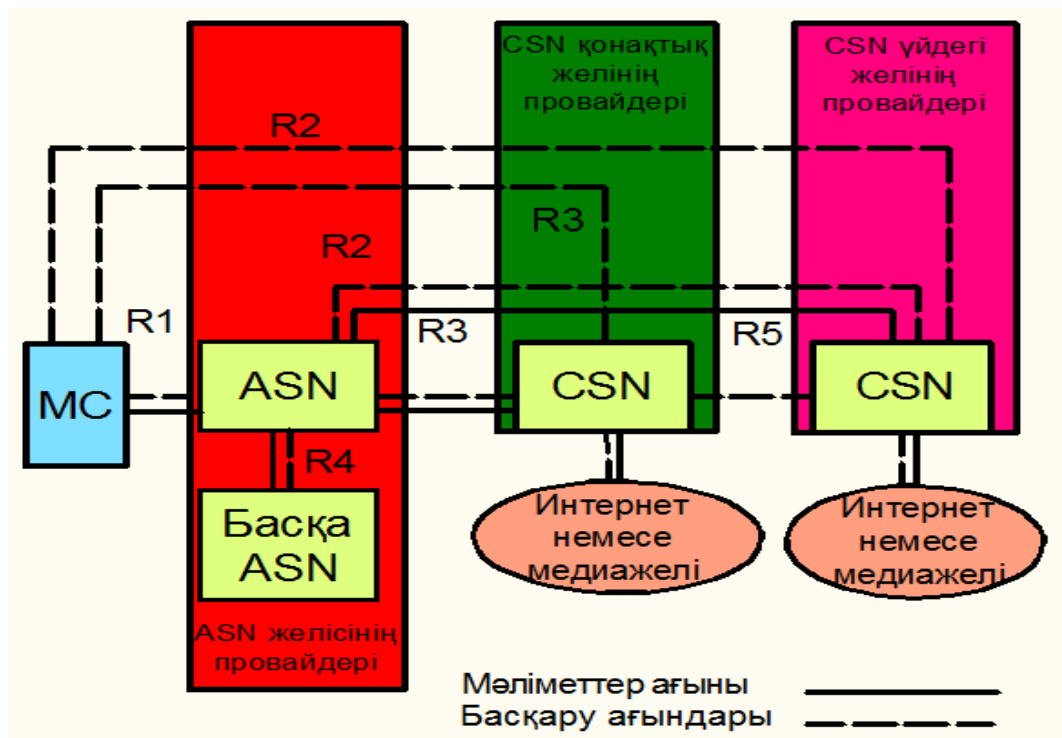 CSN қонақтық
желінің
провайдері
CSN үйдегі
желінің
провайдері
R2
R3
R2
R1
R3
R5
МС
ASN
CSN
CSN
R4
Басқа
ASN
Интернет
немесе
медиажелі
Интернет
немесе
медиажелі
ASN желісінің
провайдері
Мәліметтер ағыны
Басқару ағындары